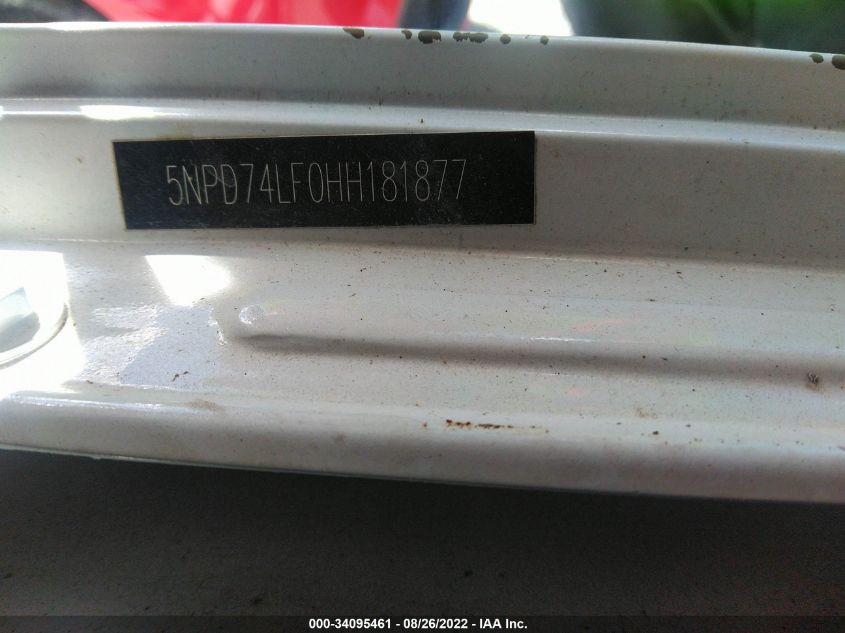 5NPD74LF0HH181877
000-34095461 - 08/26/2022 - IAA Inc.